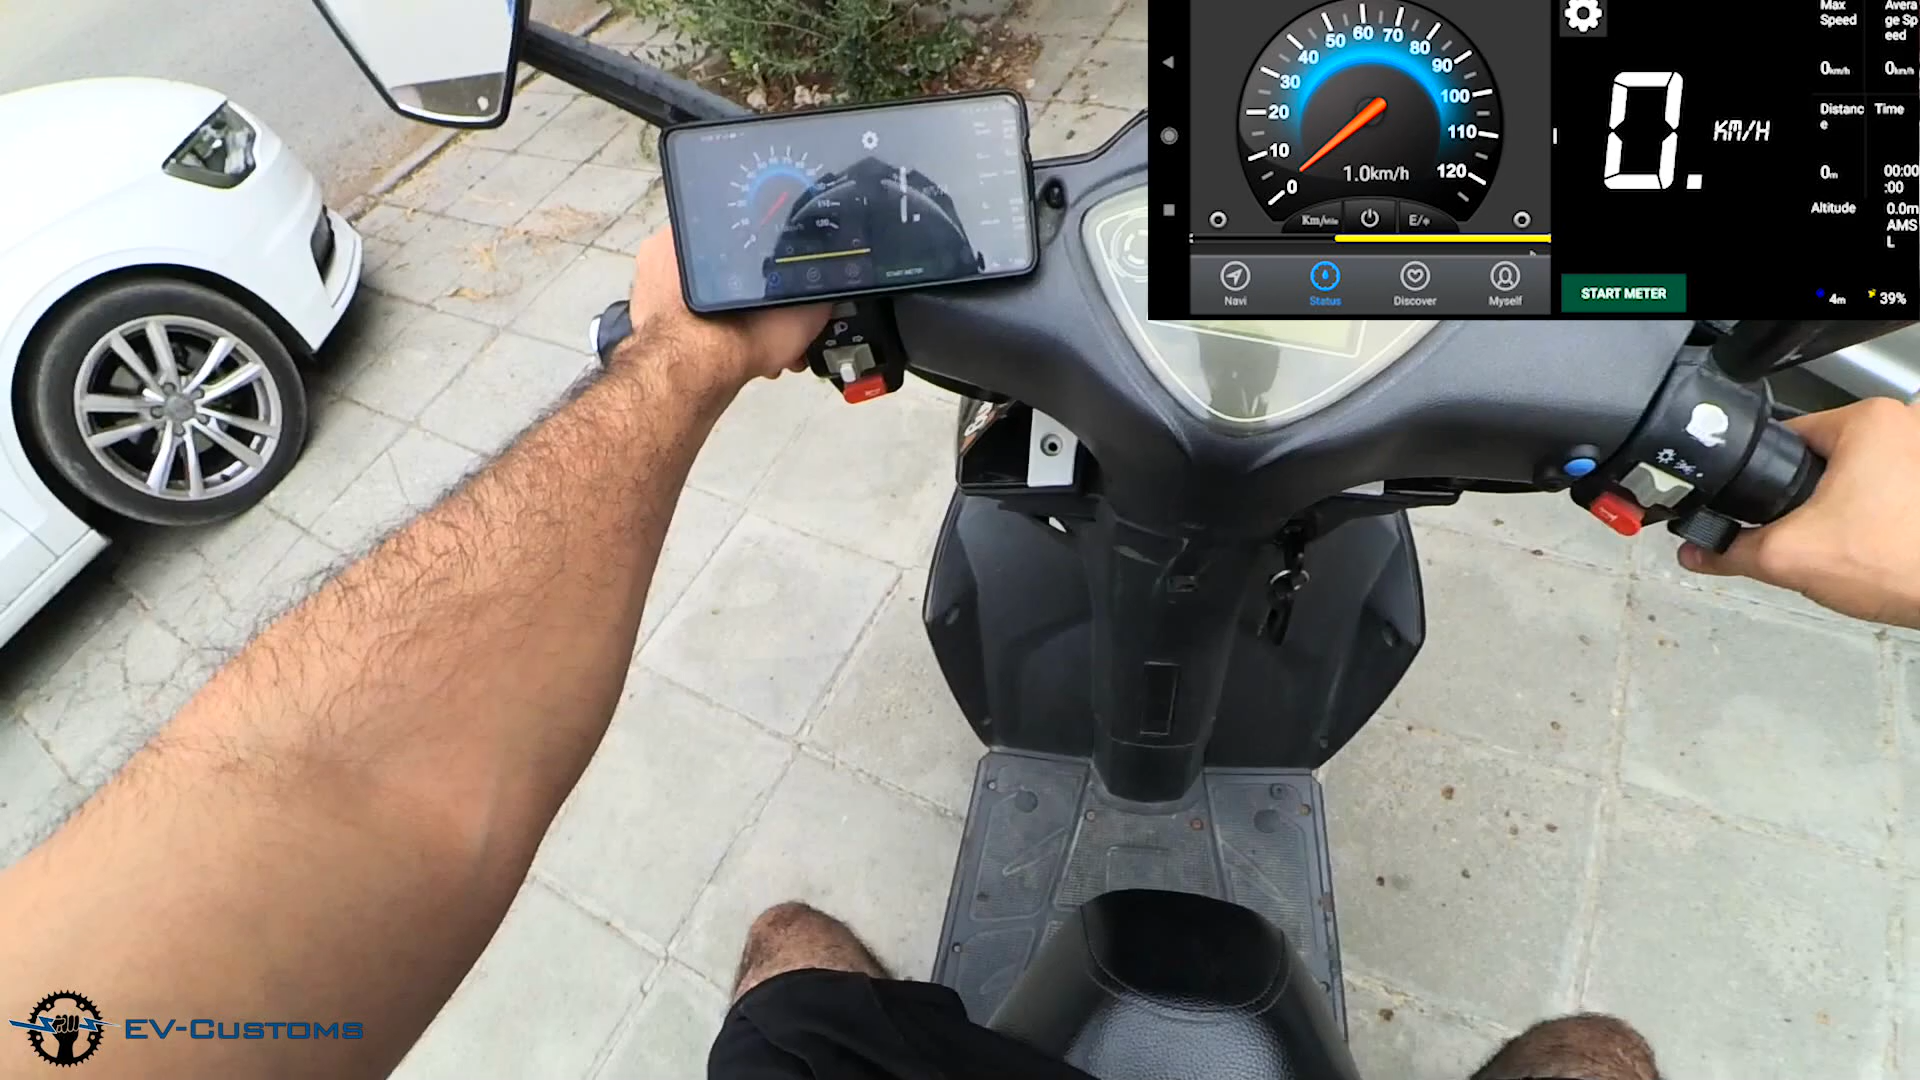 0
10
20
30
40
50
60
70
80
90
100
110
120
1.0km/h
Km/Mile
E/*
Navi
Status
Discover
Myself
0.
KM/H
START METER
Max
Speed
Avera
ge Sp
eed
0km/h
0km/h
Distanc
e
Time
0m
00:00
:00
Altitude
0.0m
AMS
L
4m
39%
START METER
EV-Customs